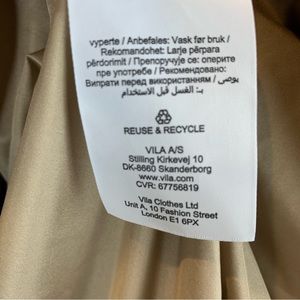 vyperte / Anbefales: Vask før bruk /
Rekomandohet: Larje përpara
përdorimit / Препоръчује се: оперите
пре употребе / Рекомендовано:
Випрати перед використанням / يوصى
بـ: الغسل قبل الاستخدام
REUSE & RECYCLE
VILA A/S
Stilling Kirkevej 10
DK-8660 Skanderborg
www.vila.com
CVR: 67756819
Vila Clothes Ltd
Unit A, 10 Fashion Street
London E1 6PX